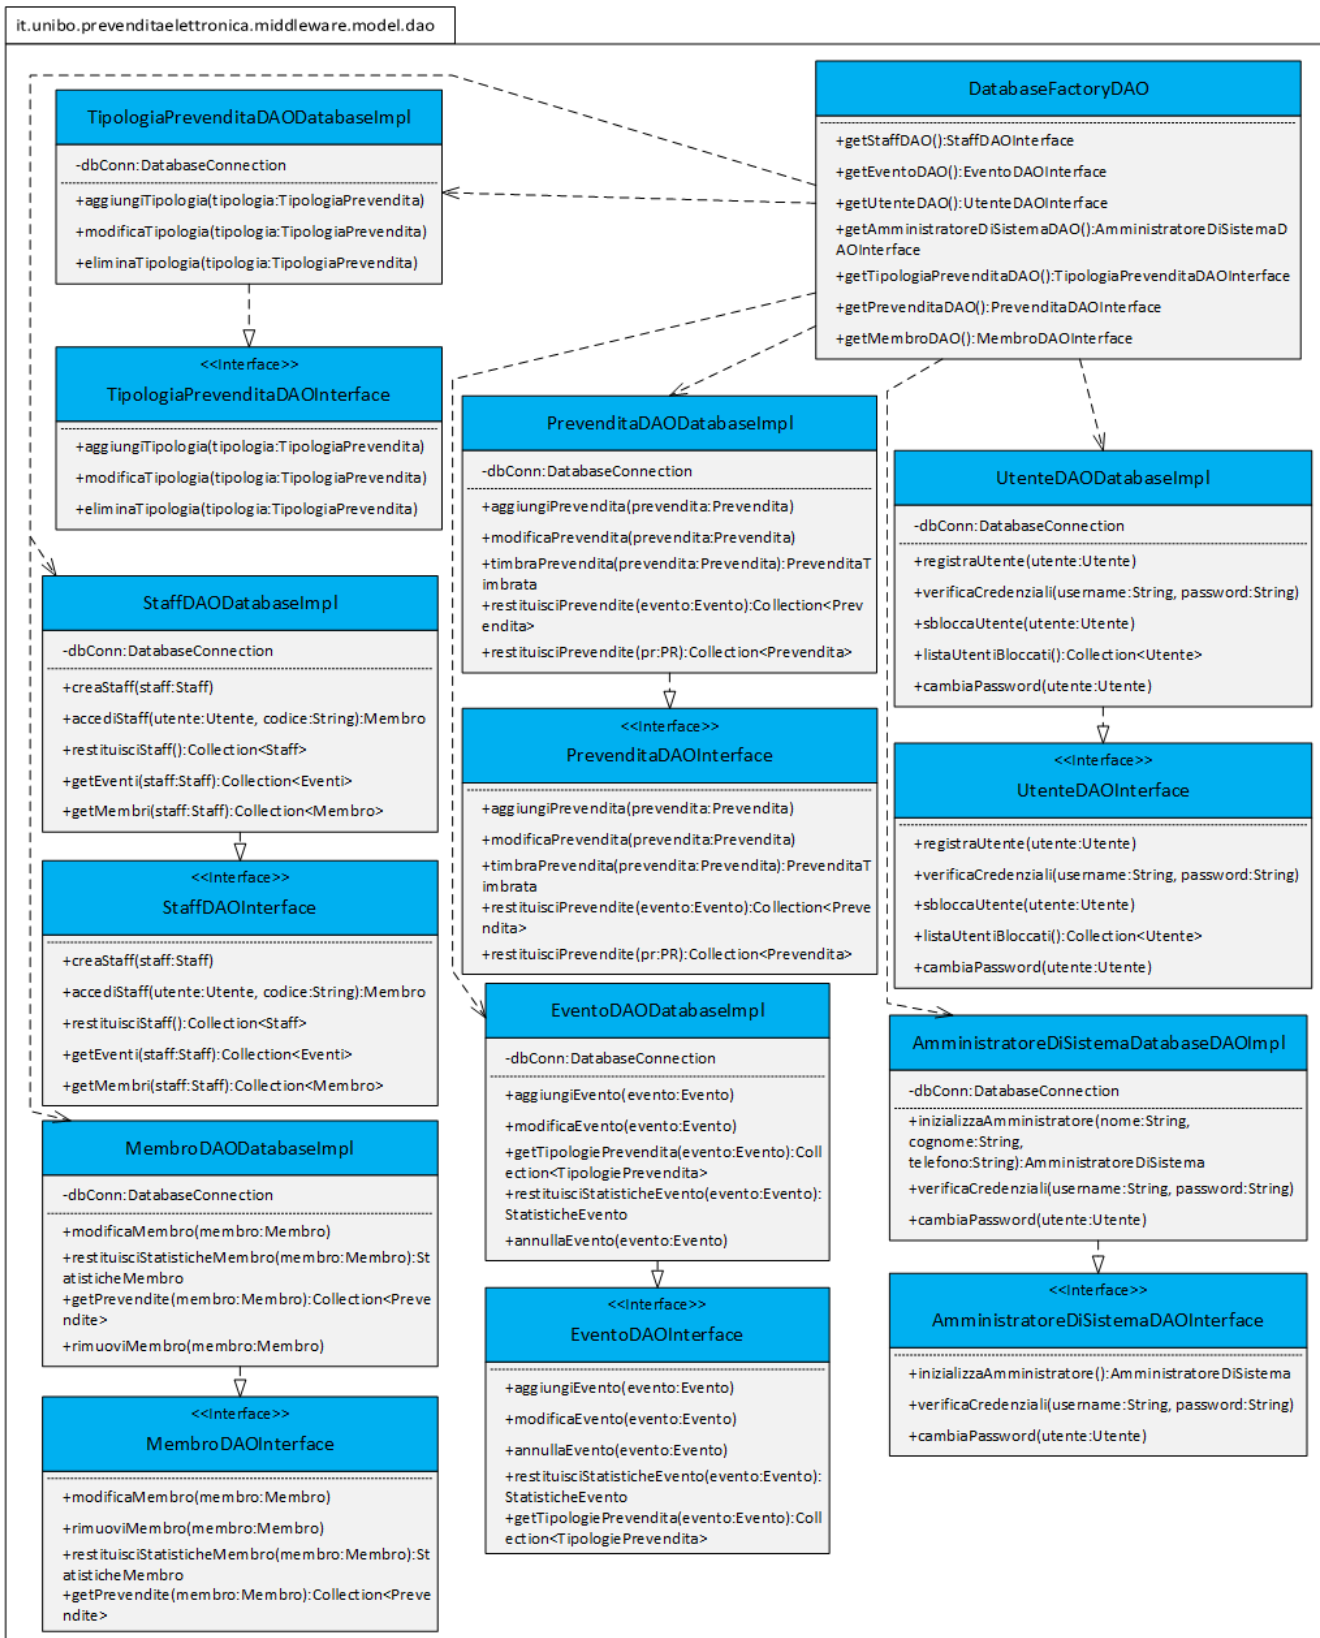 it.unibo.prevenditaelettronica.middleware.model.dao
TipologiaPrevenditaDAODatabaseImpl
-dbConn:DatabaseConnection
+aggiungiTipologia(tipologia:TipologiaPrevendita)
+modificaTipologia(tipologia:TipologiaPrevendita)
+eliminaTipologia(tipologia:TipologiaPrevendita)
DatabaseFactoryDAO
+getStaffDAO():StaffDAOInterface
+getEventoDAO():EventoDAOInterface
+getUtenteDAO():UtenteDAOInterface
+getAmministratoreDiSistemaDAO():AmministratoreDiSistemaD
AOInterface
+getTipologiaPrevenditaDAO():TipologiaPrevenditaDAOInterface
+getPrevenditaDAO():PrevenditaDAOInterface
+getMembroDAO():MembroDAOInterface
<<Interface>>
TipologiaPrevenditaDAOInterface
+aggiungiTipologia(tipologia:TipologiaPrevendita)
+modificaTipologia(tipologia:TipologiaPrevendita)
+eliminaTipologia(tipologia:TipologiaPrevendita)
PrevenditaDAODatabaseImpl
-dbConn:DatabaseConnection
+aggiungiPrevendita(prevendita:Prevendita)
+modificaPrevendita(prevendita:Prevendita)
+timbraPrevendita(prevendita:Prevendita):PrevenditaT
imbrata
+restituisciPrevendite(evento:Evento):Collection<Prev
endita>
+restituisciPrevendite(pr:PR):Collection<Prevendita>
UtenteDAODatabaseImpl
-dbConn:DatabaseConnection
+registraUtente(utente:Utente)
+verificaCredenziali(username:String, password:String)
+sbloccaUtente(utente:Utente)
+listaUtentiBloccati():Collection<Utente>
+cambiaPassword(utente:Utente)
StaffDAODatabaseImpl
-dbConn:DatabaseConnection
+creaStaff(staff:Staff)
+accediStaff(utente:Utente, codice:String):Membro
+restituisciStaff():Collection<Staff>
+getEventi(staff:Staff):Collection<Eventi>
+getMembri(staff:Staff):Collection<Membro>
<<Interface>>
PrevenditaDAOInterface
+aggiungiPrevendita(prevendita:Prevendita)
+modificaPrevendita(prevendita:Prevendita)
+timbraPrevendita(prevendita:Prevendita):PrevenditaT
imbrata
+restituisciPrevendite(evento:Evento):Collection<Preve
ndita>
+restituisciPrevendite(pr:PR):Collection<Prevendita>
<<Interface>>
UtenteDAOInterface
+registraUtente(utente:Utente)
+verificaCredenziali(username:String, password:String)
+sbloccaUtente(utente:Utente)
+listaUtentiBloccati():Collection<Utente>
+cambiaPassword(utente:Utente)
<<Interface>>
StaffDAOInterface
+creaStaff(staff:Staff)
+accediStaff(utente:Utente, codice:String):Membro
+restituisciStaff():Collection<Staff>
+getEventi(staff:Staff):Collection<Eventi>
+getMembri(staff:Staff):Collection<Membro>
EventoDAODatabaseImpl
-dbConn:DatabaseConnection
+aggiungiEvento(evento:Evento)
+modificaEvento(evento:Evento)
+getTipologiePrevendita(evento:Evento):Coll
ection<TipologiePrevendita>
+restituisciStatisticheEvento(evento:Evento):
StatisticheEvento
+annullaEvento(evento:Evento)
AmministratoreDiSistemaDatabaseDAOImpl
-dbConn:DatabaseConnection
+inizializzaAmministratore(nome:String,
cognome:String,
telefono:String):AmministratoreDiSistema
+verificaCredenziali(username:String, password:String)
+cambiaPassword(utente:Utente)
MembroDAODatabaseImpl
-dbConn:DatabaseConnection
+modificaMembro(membro:Membro)
+restituisciStatisticheMembro(membro:Membro):St
atisticheMembro
+getPrevendite(membro:Membro):Collection<Preve
ndite>
+rimuoviMembro(membro:Membro)
<<Interface>>
EventoDAOInterface
+aggiungiEvento(evento:Evento)
+modificaEvento(evento:Evento)
+annullaEvento(evento:Evento)
+restituisciStatisticheEvento(evento:Evento):
StatisticheEvento
+getTipologiePrevendita(evento:Evento):Coll
ection<TipologiePrevendita>
<<Interface>>
AmministratoreDiSistemaDAOInterface
+inizializzaAmministratore():AmministratoreDiSistema
+verificaCredenziali(username:String, password:String)
+cambiaPassword(utente:Utente)
<<Interface>>
MembroDAOInterface
+modificaMembro(membro:Membro)
+rimuoviMembro(membro:Membro)
+restituisciStatisticheMembro(membro:Membro):St
atisticheMembro
+getPrevendite(membro:Membro):Collection<Preve
ndite>